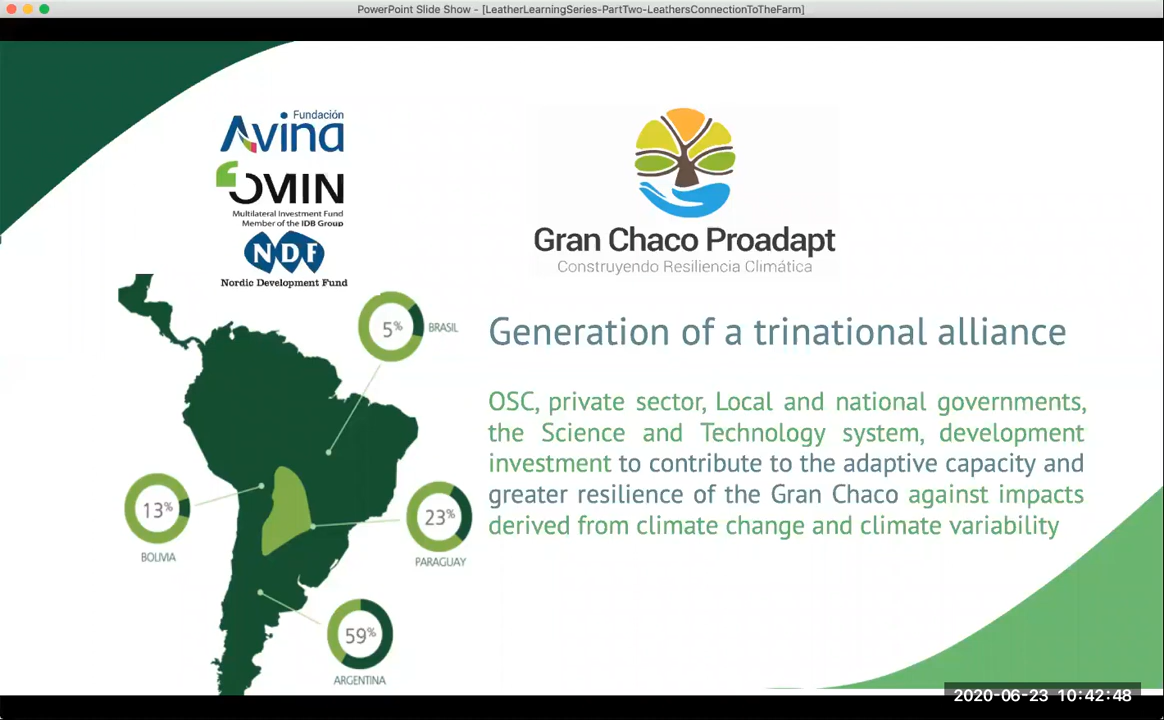 PowerPoint Slide Show - [LeatherLearningSeries-PartTwo-LeathersConnectionToTheFarm]
Fundación
Avina
OMIN
Multilateral Investment Fund
Member of the IDB Group
NDF
Nordic Development Fund
Gran Chaco Proadapt
Construyendo Resiliencia Climática
5% BRASIL
13%
BOLIVIA
23%
PARAGUAY
59%
ARGENTINA
Generation of a trinational alliance
OSC, private sector, Local and national governments,
the Science and Technology system, development
investment to contribute to the adaptive capacity and
greater resilience of the Gran Chaco against impacts
derived from climate change and climate variability
2020-06-23 10:42:48